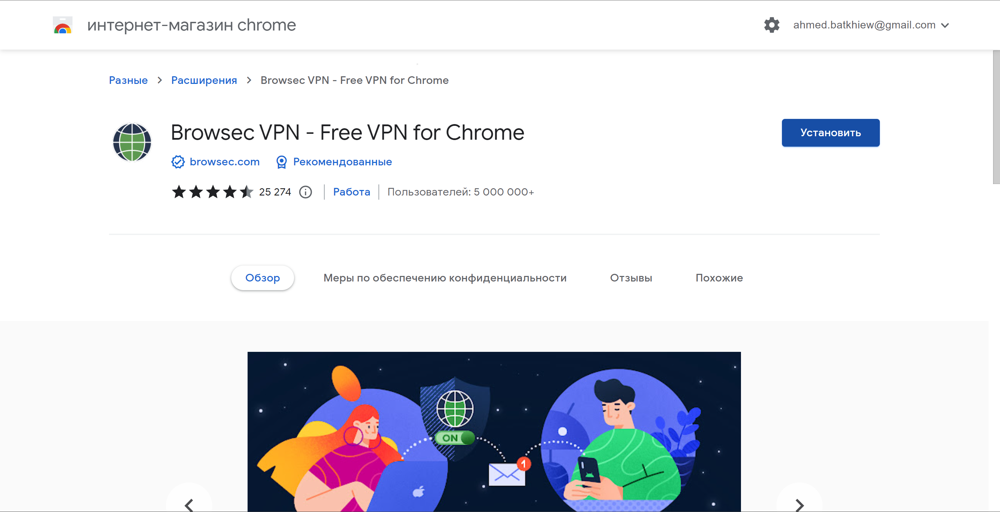 интернет-магазин chrome
ahmed.batkhiew@gmail.com
Разные > Расширения > Browsec VPN - Free VPN for Chrome
Browsec VPN - Free VPN for Chrome
Установить
browsec.com Рекомендованные
25 274 Работа Пользователей: 5 000 000+
Обзор Меры по обеспечению конфиденциальности Отзывы Похожие
ON
1